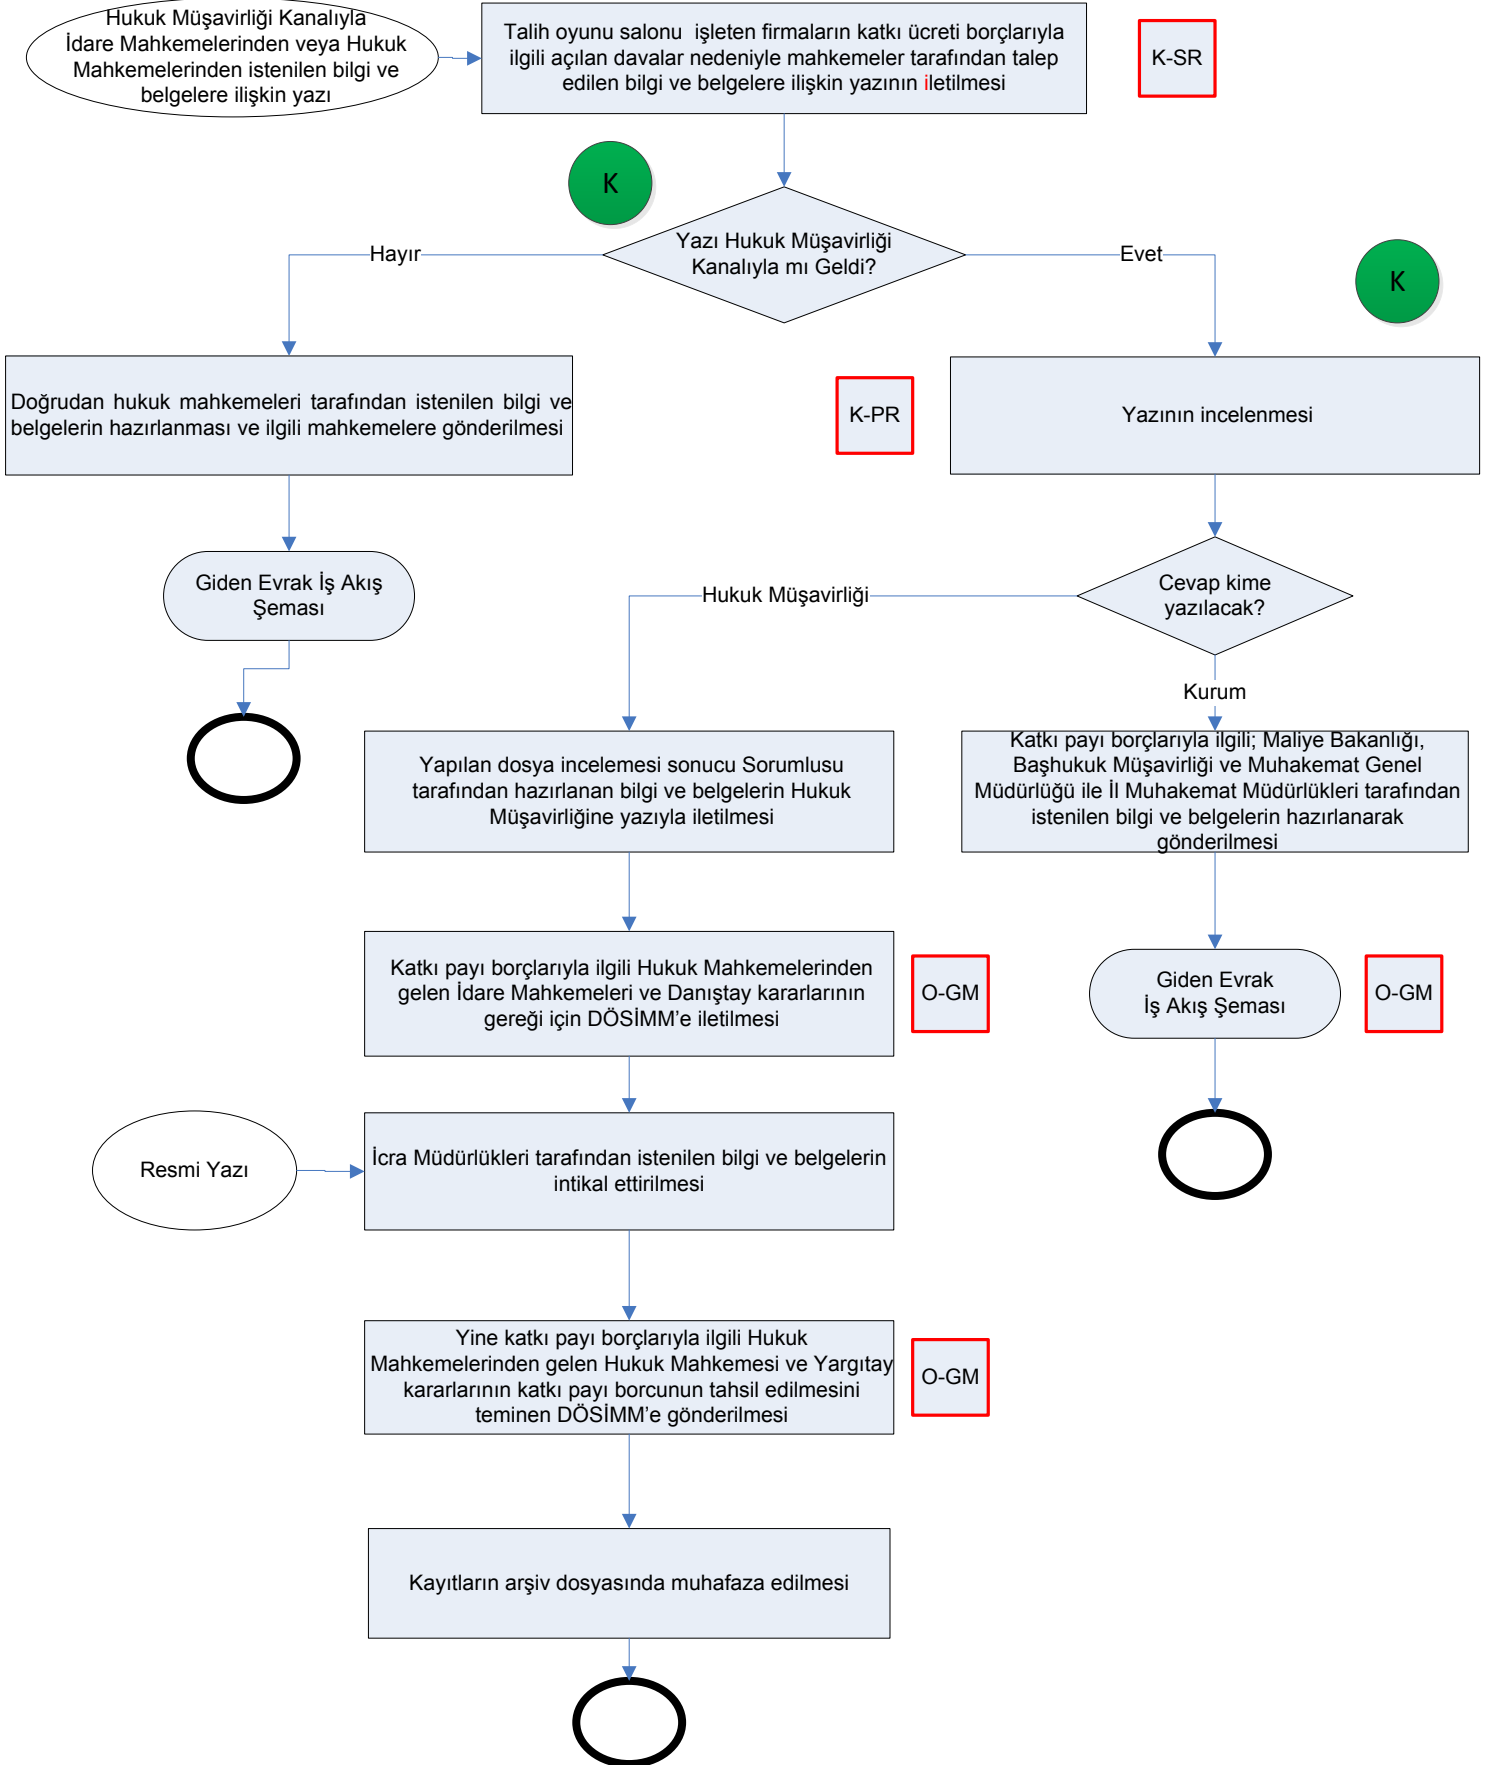 Hukuk Müşavirliği Kanalıyla
İdare Mahkemelerinden veya Hukuk
Mahkemelerinden istenilen bilgi ve
belgelere ilişkin yazı
Talih oyunu salonu işleten firmaların katkı ücreti borçlarıyla
ilgili açılan davalar nedeniyle mahkemeler tarafından talep
edilen bilgi ve belgelere ilişkin yazının iletilmesi
K-SR
K
Yazı Hukuk Müşavirliği
Kanalıyla mı Geldi?
Hayır
Evet
K
Doğrudan hukuk mahkemeleri tarafından istenilen bilgi ve
belgelerin hazırlanması ve ilgili mahkemelere gönderilmesi
K-PR
Yazının incelenmesi
Giden Evrak İş Akış
Şeması
Hukuk Müşavirliği
Cevap kime
yazılacak?
Kurum
Yapılan dosya incelemesi sonucu Sorumlusu
tarafından hazırlanan bilgi ve belgelerin Hukuk
Müşavirliğine yazıyla iletilmesi
Katkı payı borçlarıyla ilgili; Maliye Bakanlığı,
Başhukuk Müşavirliği ve Muhakemat Genel
Müdürlüğü ile İl Muhakemat Müdürlükleri tarafından
istenilen bilgi ve belgelerin hazırlanarak
gönderilmesi
Katkı payı borçlarıyla ilgili Hukuk Mahkemelerinden
gelen İdare Mahkemeleri ve Danıştay kararlarının
gereği için DÖSİMM’e iletilmesi
O-GM
Giden Evrak
İş Akış Şeması
O-GM
Resmi Yazı
İcra Müdürlükleri tarafından istenilen bilgi ve belgelerin
intikal ettirilmesi
Yine katkı payı borçlarıyla ilgili Hukuk
Mahkemelerinden gelen Hukuk Mahkemesi ve Yargıtay
kararlarının katkı payı borcunun tahsil edilmesini
teminen DÖSİMM’e gönderilmesi
O-GM
Kayıtların arşiv dosyasında muhafaza edilmesi